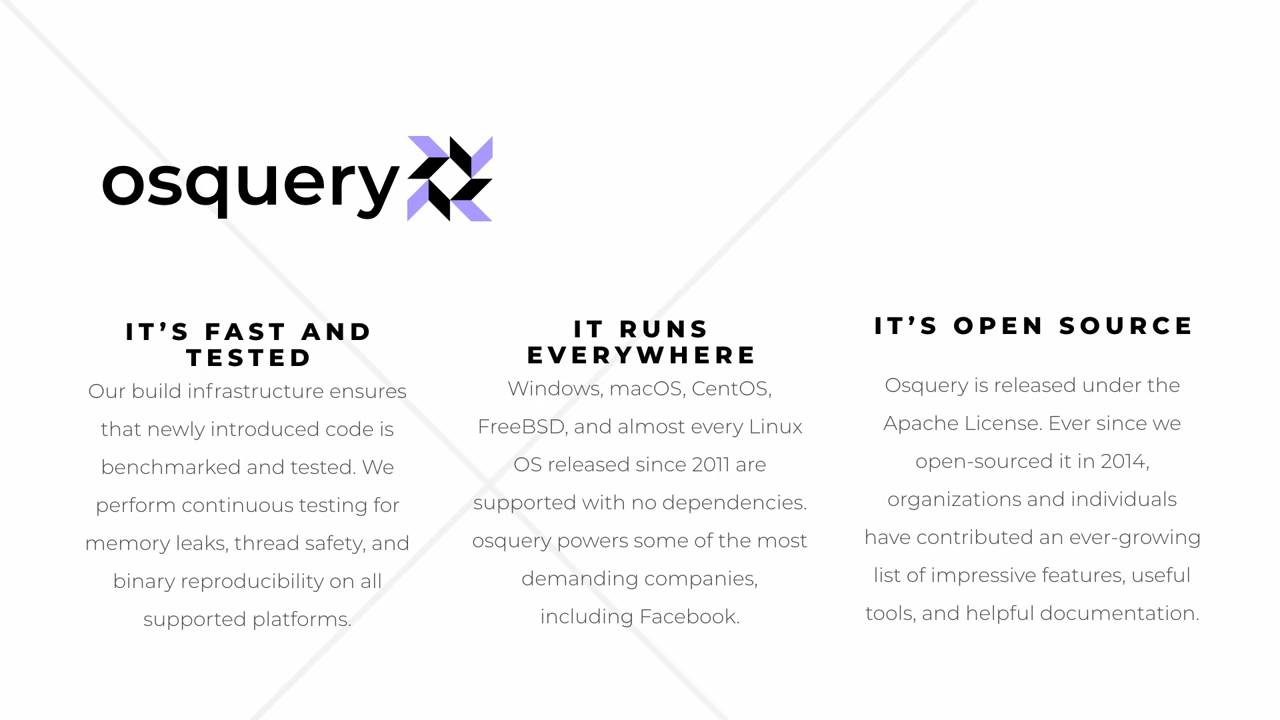 osquery
IT’S FAST AND
TESTED
Our build infrastructure ensures
that newly introduced code is
benchmarked and tested. We
perform continuous testing for
memory leaks, thread safety, and
binary reproducibility on all
supported platforms.
IT RUNS
EVERYWHERE
Windows, macOS, CentOS,
FreeBSD, and almost every Linux
OS released since 2011 are
supported with no dependencies.
osquery powers some of the most
demanding companies,
including Facebook.
IT’S OPEN SOURCE
Osquery is released under the
Apache License. Ever since we
open-sourced it in 2014,
organizations and individuals
have contributed an ever-growing
list of impressive features, useful
tools, and helpful documentation.